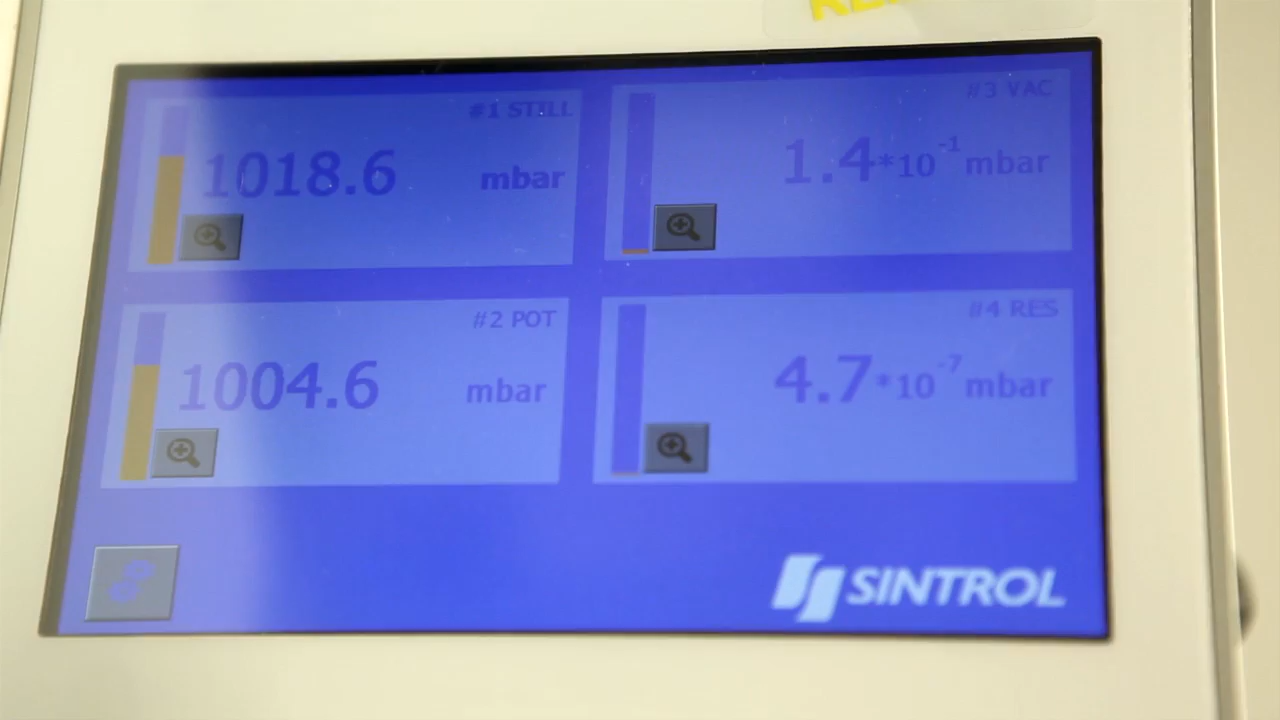 #1 STILL
1018.6 mbar
#3 VAC
1.4*10⁻¹ mbar
#2 POT
1004.6 mbar
#4 RES
4.7*10⁻⁷ mbar
SINTROL